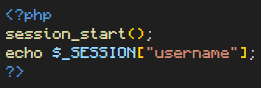 <?php
session_start();
echo $_SESSION["username"];
?>